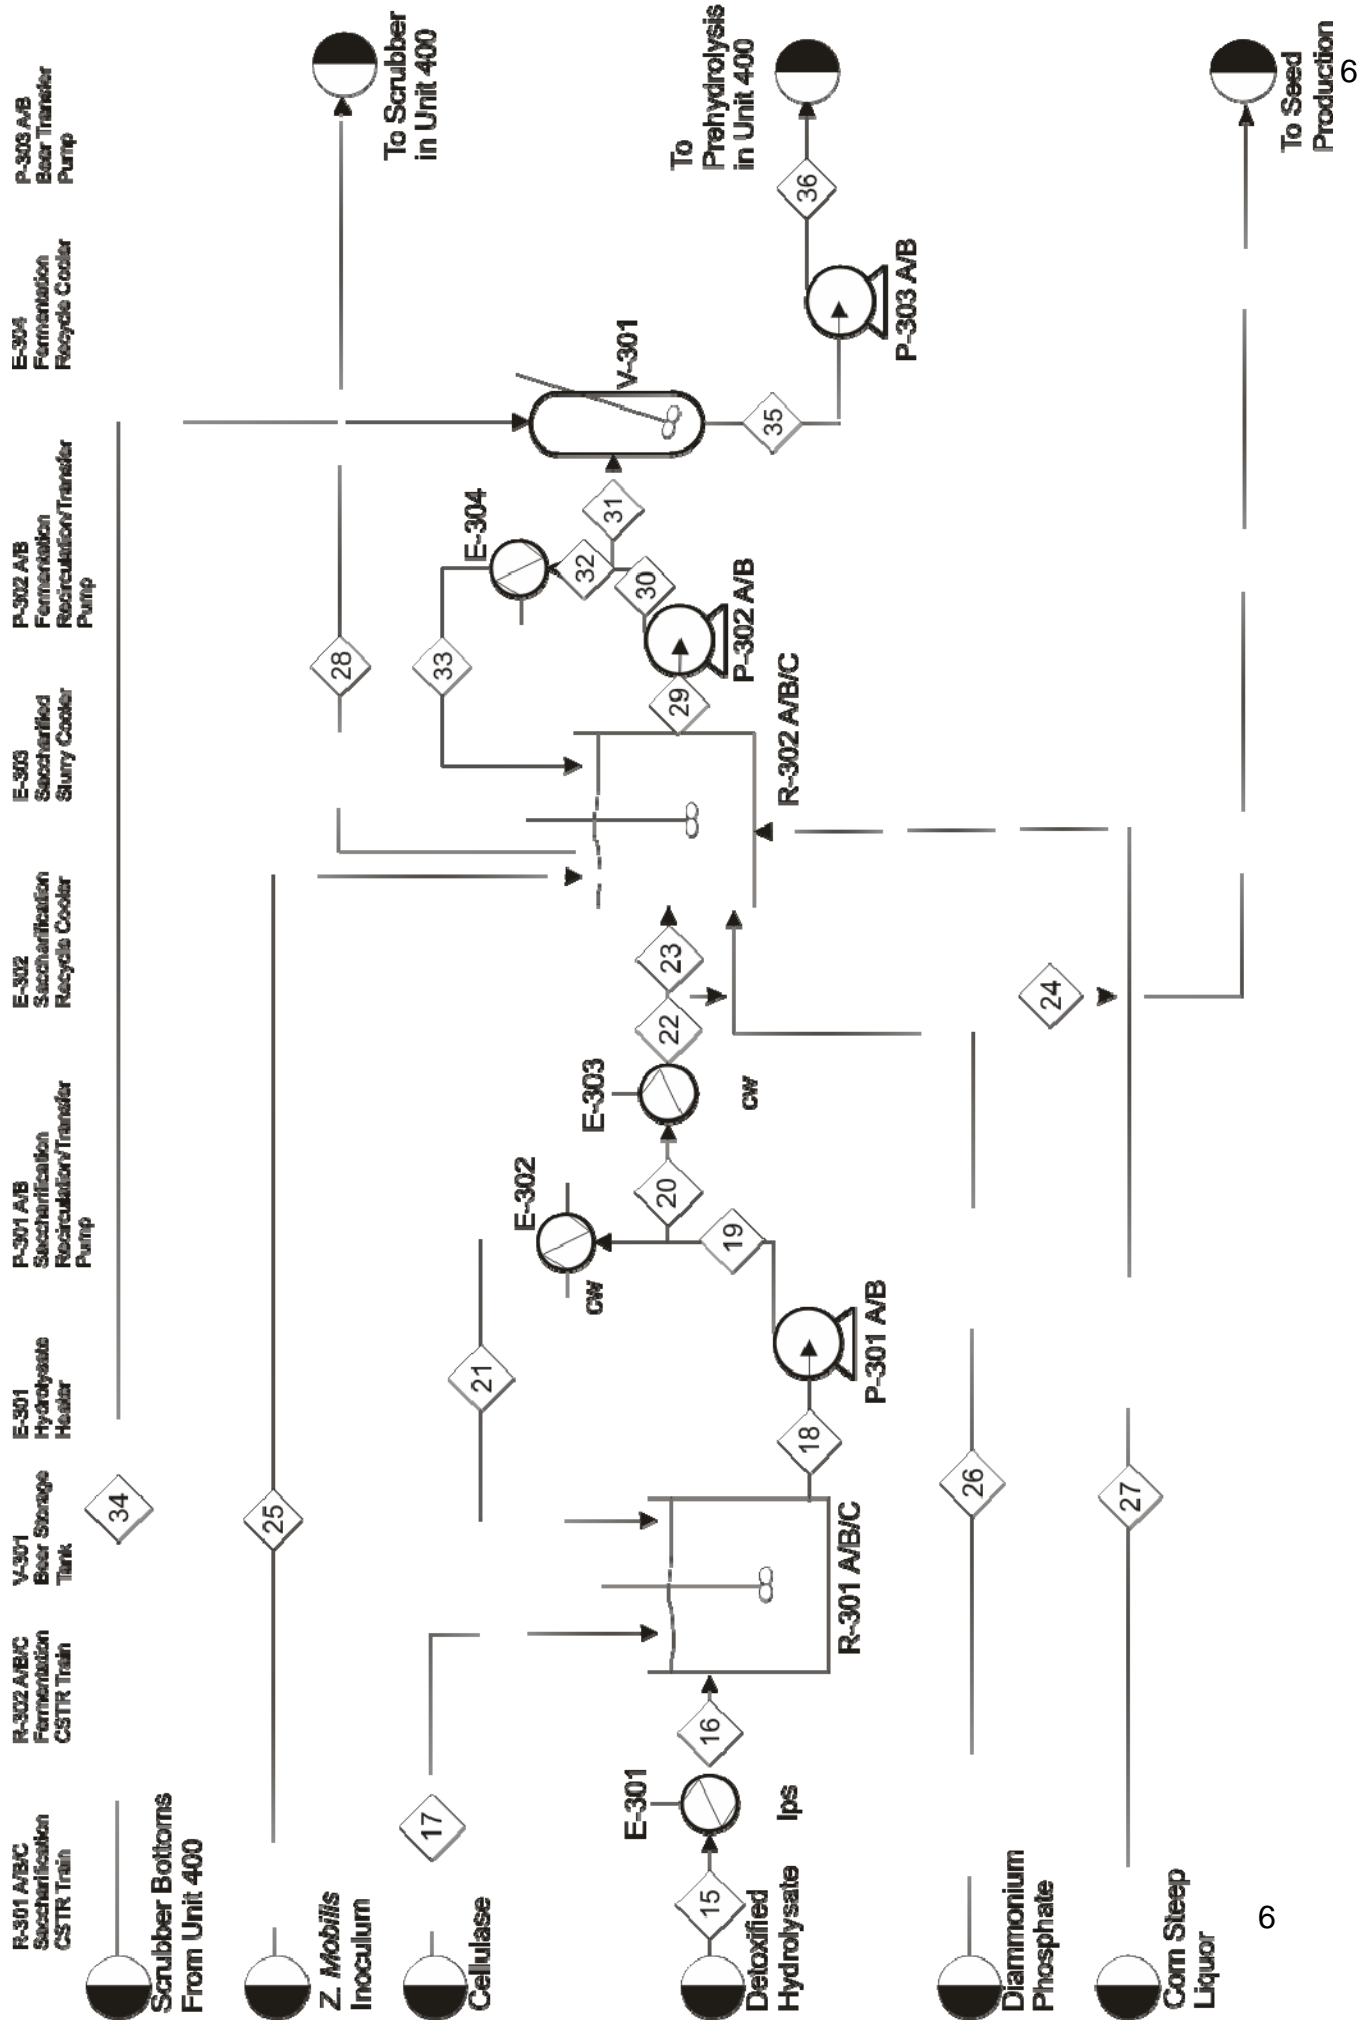 R-301 A/B/C
Saccharification
CSTR Train
R-302 A/B/C
Fermentation
CSTR Train
V-301
Beer Storage
Tank
E-301
Hydrolysate
Heater
P-301 A/B
Saccharification
Recirculation/Transfer
Pump
E-302
Saccharification
Recycle Cooler
E-303
Saccharified
Slurry Cooler
P-302 A/B
Fermentation
Recirculation/Transfer
Pump
E-304
Fermentation
Recycle Cooler
P-303 A/B
Beer Transfer
Pump
Scrubber Bottoms
From Unit 400
34
Z. Mobilis
Inoculum
25
28
To Scrubber
in Unit 400
Cellulase
17
21
33
E-304
E-302
cw
32
31
30
V-301
E-301
E-303
Detoxified
Hydrolysate
15
16
lps
R-301 A/B/C
18
P-301 A/B
19
20
22
23
cw
29
P-302 A/B
R-302 A/B/C
35
P-303 A/B
36
To
Prehydrolysis
in Unit 400
Diammonium
Phosphate
26
24
Corn Steep
Liquor
27
To Seed
Production
6
6